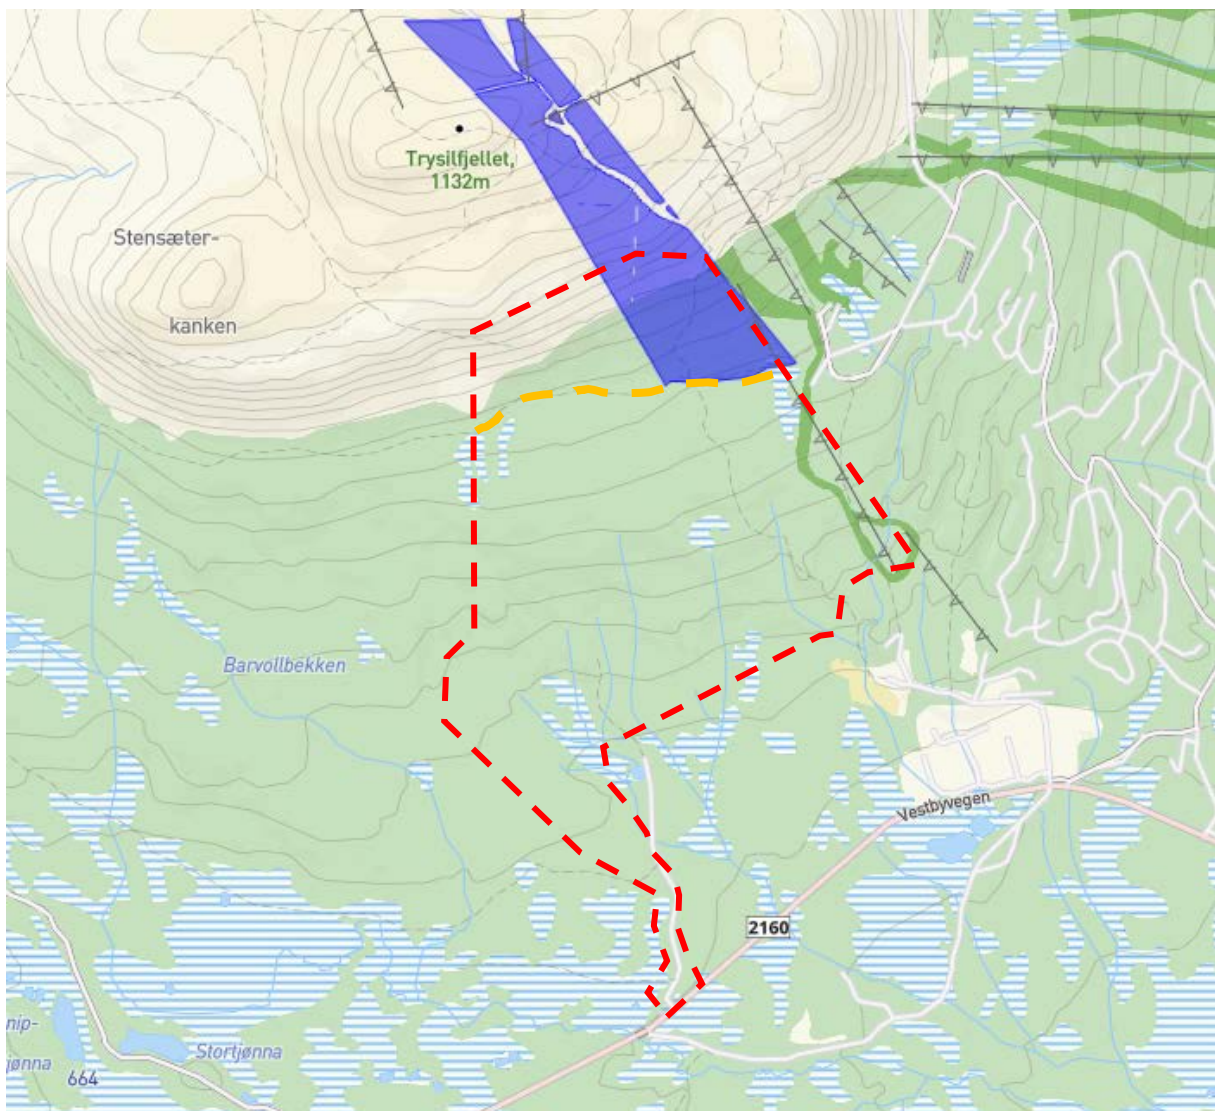 Trysilfjellet,
1132m
Stensæter-
kanken
Barvollbekken
Vestbyvegen
2160
nip-
jønna
Stortjønna
664